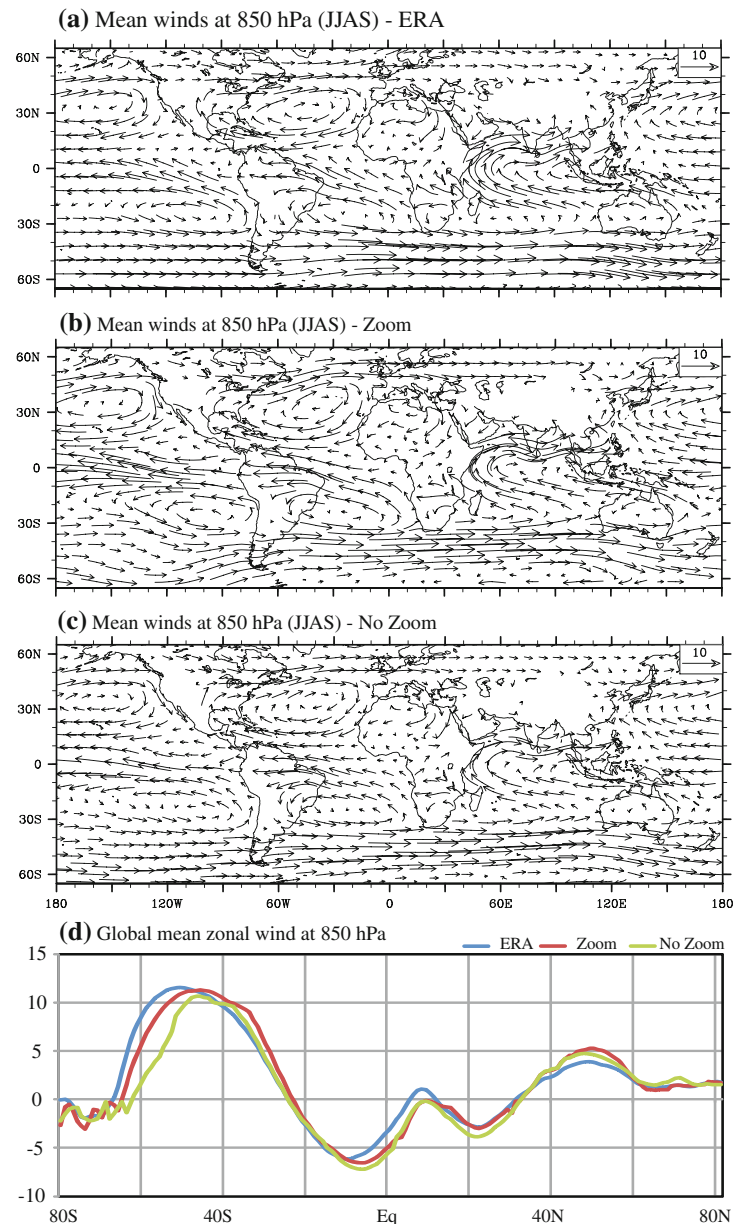 (a) Mean winds at 850 hPa (JJAS) - ERA
10
60N
30N
0
30S
60S
(b) Mean winds at 850 hPa (JJAS) - Zoom
10
60N
30N
0
30S
60S
(c) Mean winds at 850 hPa (JJAS) - No Zoom
10
60N
30N
0
30S
60S
180 120W 60W 0 60E 120E 180
(d) Global mean zonal wind at 850 hPa
ERA Zoom No Zoom
15
10
5
0
-5
-10
80S 40S Eq 40N 80N